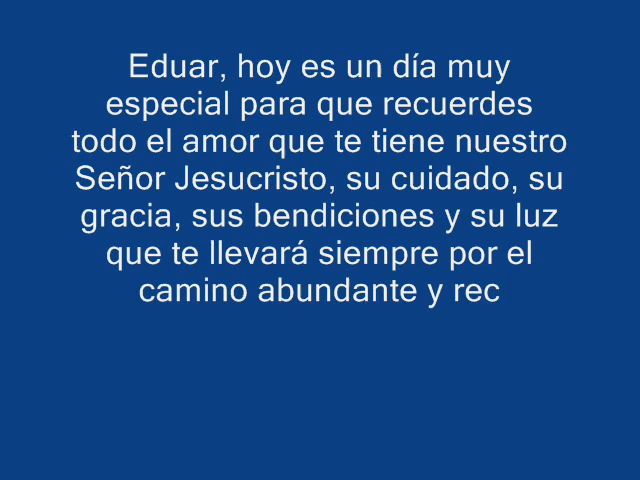 Eduar, hoy es un día muy
especial para que recuerdes
todo el amor que te tiene nuestro
Señor Jesucristo, su cuidado, su
gracia, sus bendiciones y su luz
que te llevará siempre por el
camino abundante y rec